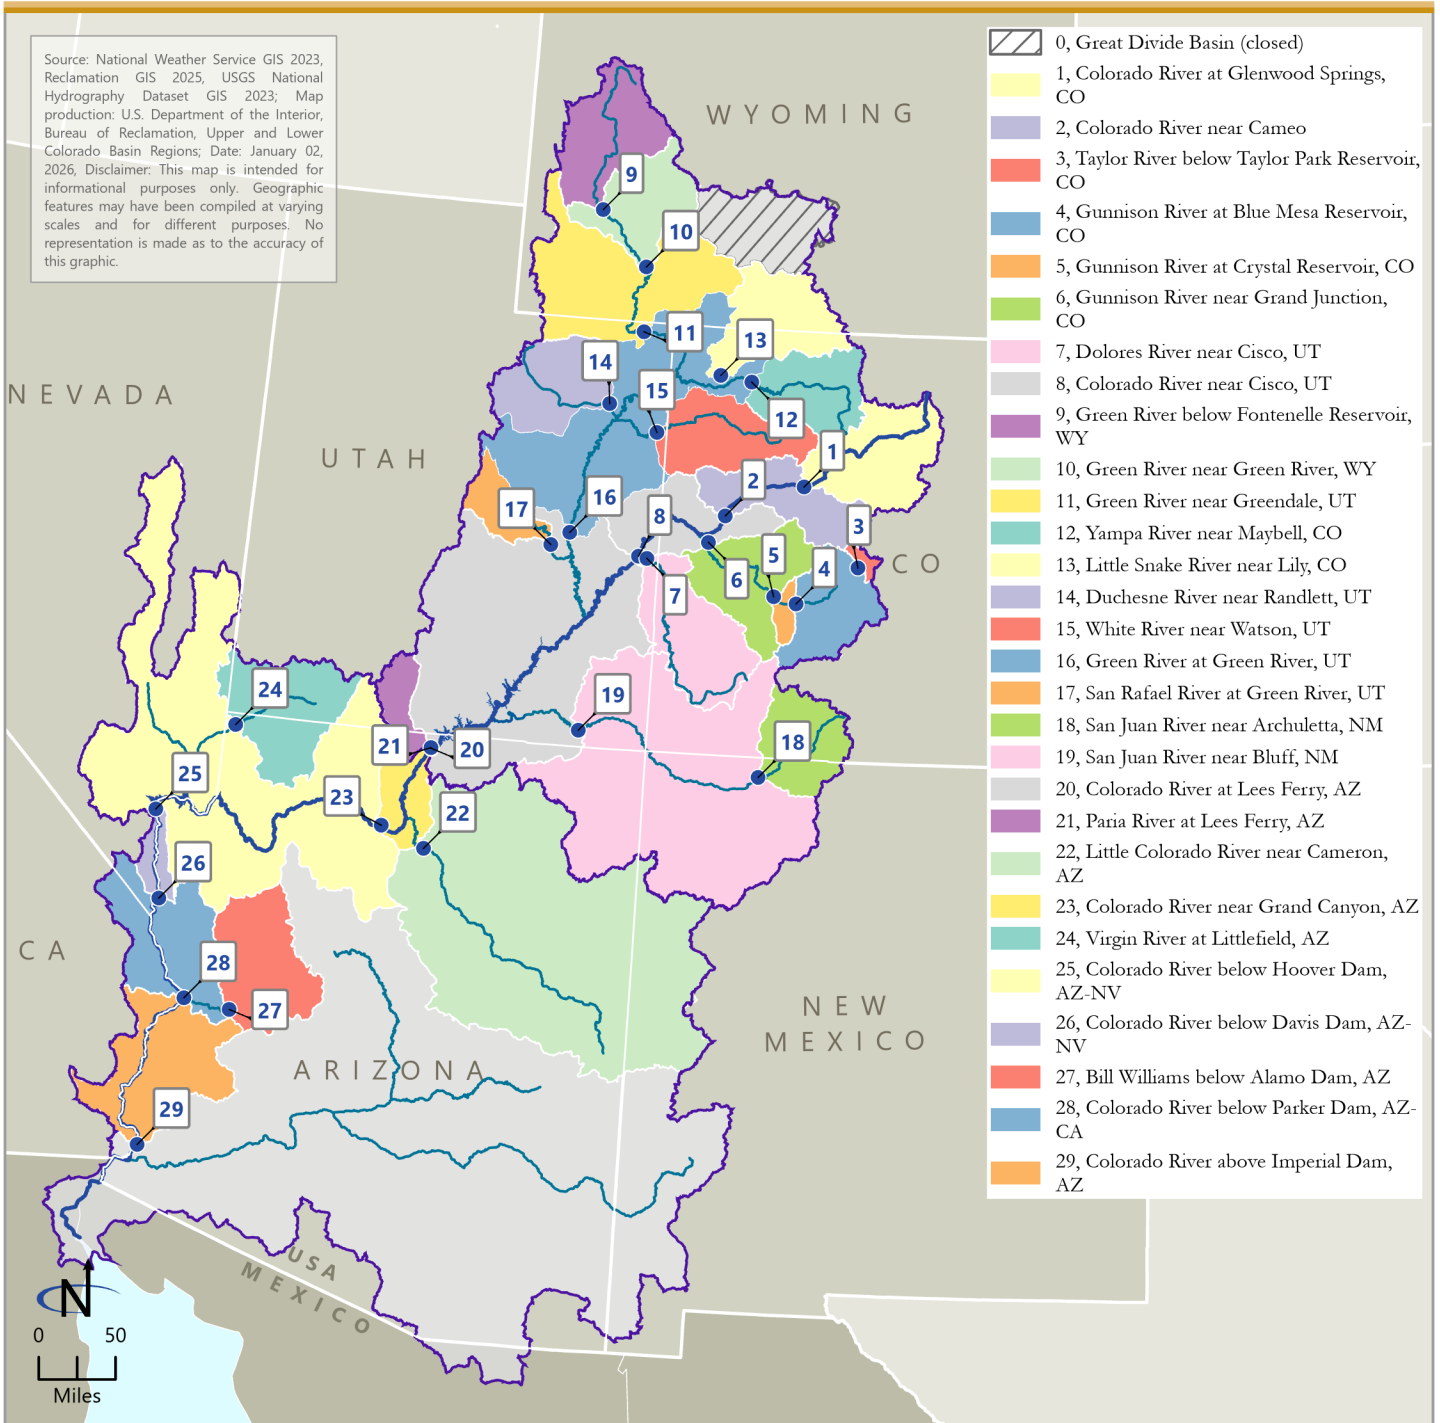 Source: National Weather Service GIS 2023,
Reclamation GIS 2025, USGS National
Hydrography Dataset GIS 2023; Map
production: U.S. Department of the Interior,
Bureau of Reclamation, Upper and Lower
Colorado Basin Regions; Date: January 02,
2026, Disclaimer: This map is intended for
informational purposes only. Geographic
features may have been compiled at varying
scales and for different purposes. No
representation is made as to the accuracy of
this graphic.
WYOMING
NEVADA
UTAH
CO
CA
ARIZONA
NEW
MEXICO
USA
MEXICO
9
10
11
13
14
15
12
1
2
16
17
8
3
5
4
6
7
24
19
21
20
18
25
23
22
26
28
27
29
N
0 50
Miles
0, Great Divide Basin (closed)
1, Colorado River at Glenwood Springs,
CO
2, Colorado River near Cameo
3, Taylor River below Taylor Park Reservoir,
CO
4, Gunnison River at Blue Mesa Reservoir,
CO
5, Gunnison River at Crystal Reservoir, CO
6, Gunnison River near Grand Junction,
CO
7, Dolores River near Cisco, UT
8, Colorado River near Cisco, UT
9, Green River below Fontenelle Reservoir,
WY
10, Green River near Green River, WY
11, Green River near Greendale, UT
12, Yampa River near Maybell, CO
13, Little Snake River near Lily, CO
14, Duchesne River near Randlett, UT
15, White River near Watson, UT
16, Green River at Green River, UT
17, San Rafael River at Green River, UT
18, San Juan River near Archuletta, NM
19, San Juan River near Bluff, NM
20, Colorado River at Lees Ferry, AZ
21, Paria River at Lees Ferry, AZ
22, Little Colorado River near Cameron,
AZ
23, Colorado River near Grand Canyon, AZ
24, Virgin River at Littlefield, AZ
25, Colorado River below Hoover Dam,
AZ-NV
26, Colorado River below Davis Dam, AZ-
NV
27, Bill Williams below Alamo Dam, AZ
28, Colorado River below Parker Dam, AZ-
CA
29, Colorado River above Imperial Dam,
AZ